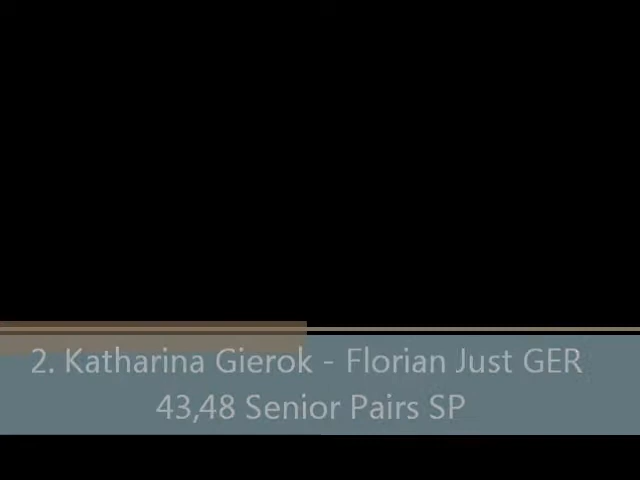 2. Katharina Gierok - Florian Just GER
43,48 Senior Pairs SP